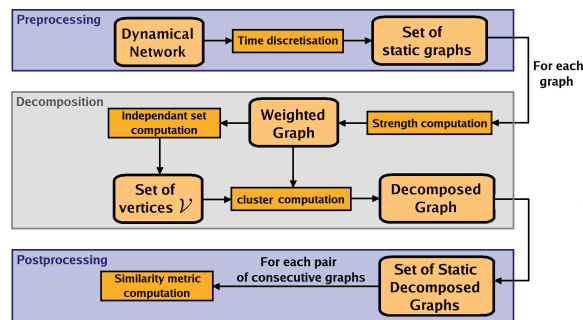 Preprocessing
Dynamical
Network
Time discretisation
Set of
static graphs
For each
graph
Decomposition
Independant set
computation
Weighted
Graph
Strength computation
Set of
vertices 𝒱
cluster computation
Decomposed
Graph
Postprocessing
Similarity metric
computation
For each pair
of consecutive graphs
Set of Static
Decomposed
Graphs